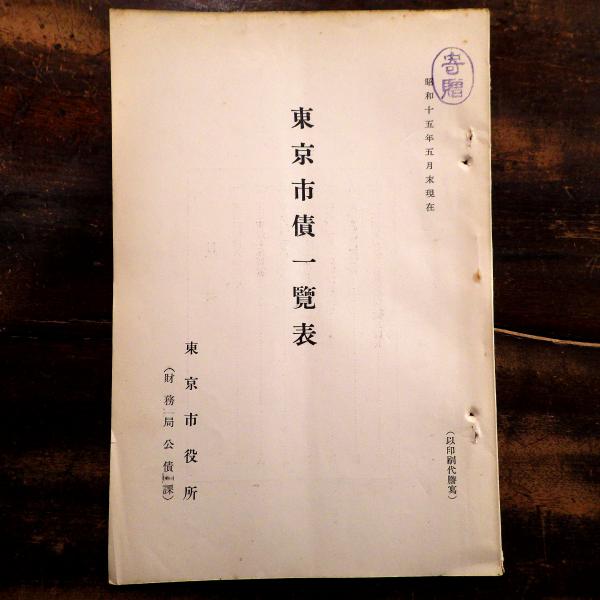 寄贈
昭和十五年五月末現在
(以印刷代謄寫)
東京市債一覽表
東京市役所
(財務局公債課)